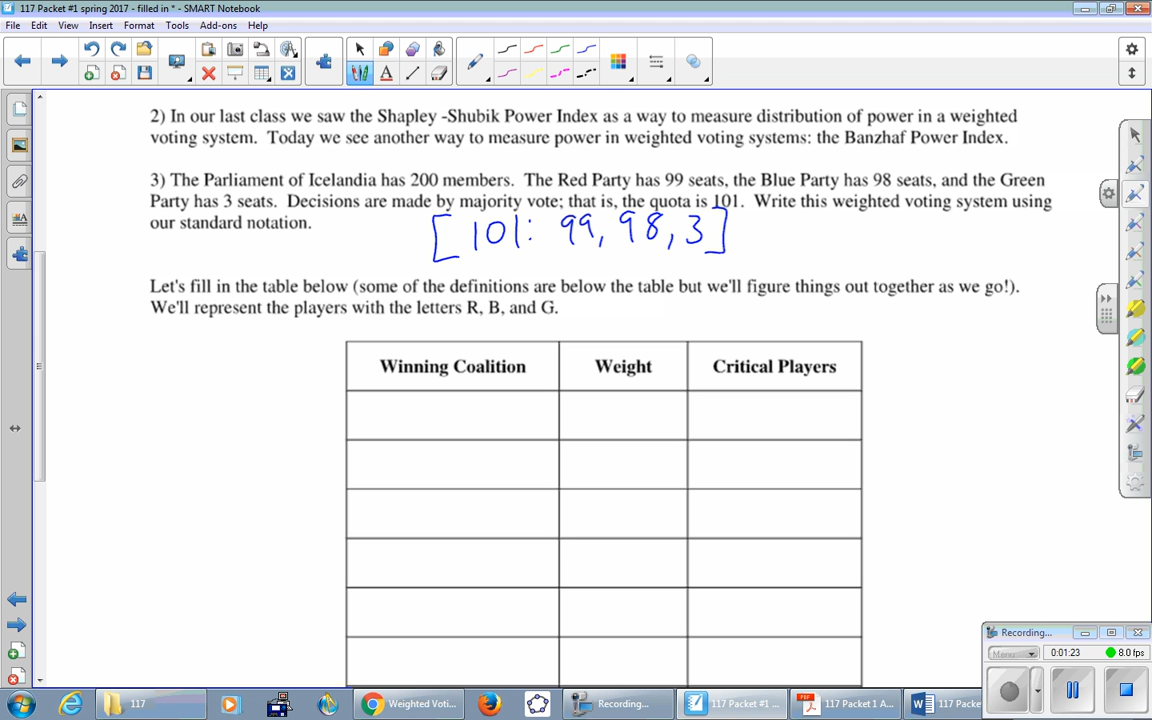 117 Packet #1 spring 2017 - filled in * - SMART Notebook
File Edit View Insert Format Tools Add-ons Help
2) In our last class we saw the Shapley -Shubik Power Index as a way to measure distribution of power in a weighted
voting system. Today we see another way to measure power in weighted voting systems: the Banzhaf Power Index.
3) The Parliament of Icelandia has 200 members. The Red Party has 99 seats, the Blue Party has 98 seats, and the Green
Party has 3 seats. Decisions are made by majority vote; that is, the quota is 101. Write this weighted voting system using
our standard notation.
[ 101: 99, 98, 3 ]
Let's fill in the table below (some of the definitions are below the table but we'll figure things out together as we go!).
We'll represent the players with the letters R, B, and G.
Winning Coalition Weight Critical Players
Recording...
Menu 0:01:23 8.0 fps
117 Weighted Voti... Recording... 117 Packet #1 ... 117 Packet 1 A... 117 Packe